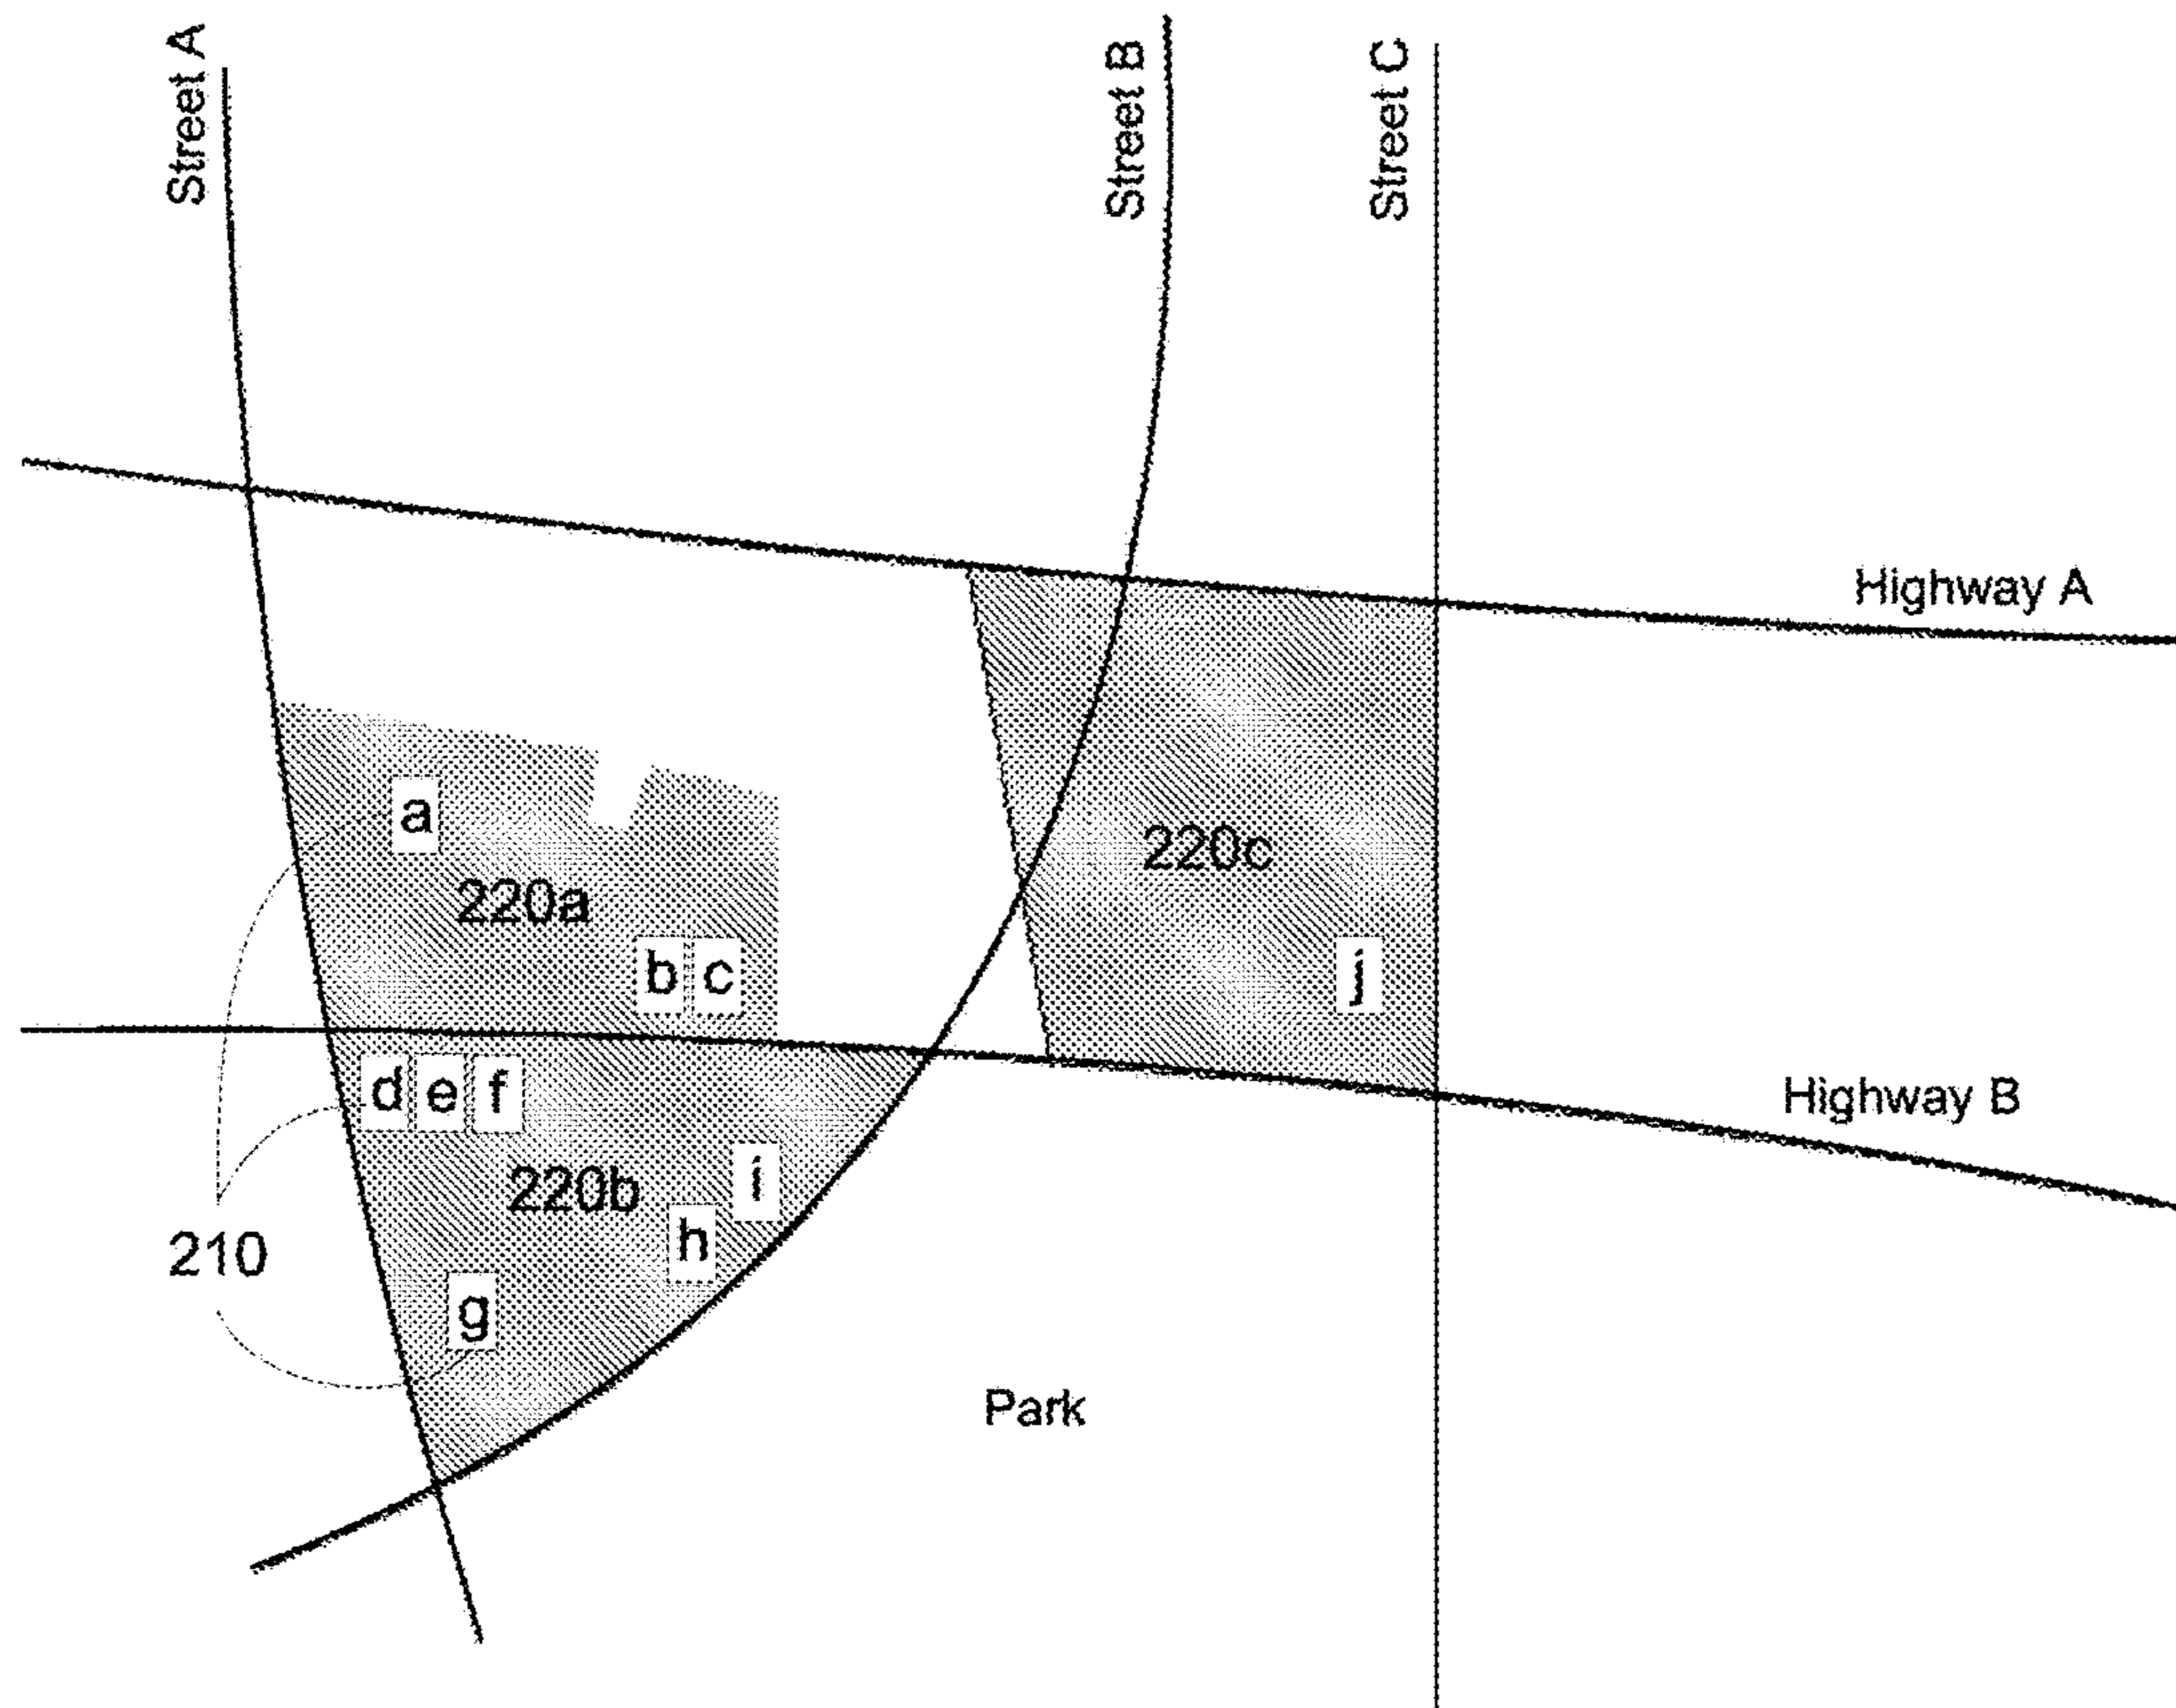 Street A
Street B
Street C
Highway A
a
220a
b c
220c
j
Highway B
d e f
220b
i
h
210
g
Park